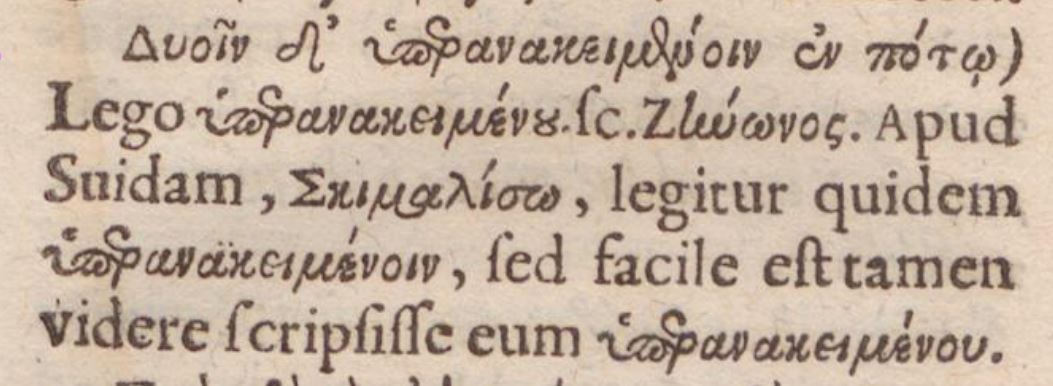 Δυοῖν δ' ὑπερανακειμένοιν ἐν πότῳ)
Lego ὑπερανακειμένου. ſc. Ζήνωνος. Apud
Suidam, Σκιμαλίσω, legitur quidem
ὑπερανακειμένοιν, ſed facile eſt tamen
videre ſcripſiſſe eum ὑπερανακειμένου.